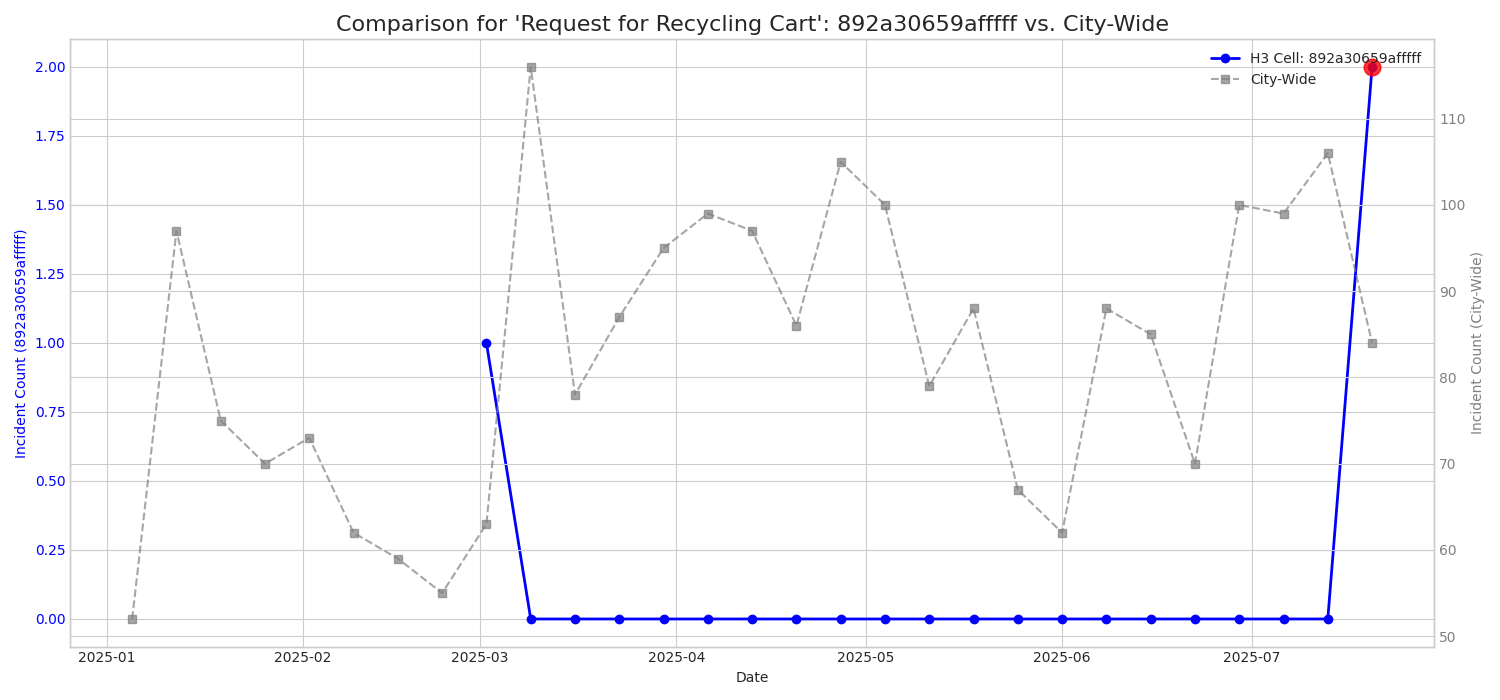 Comparison for 'Request for Recycling Cart': 892a30659afffff vs. City-Wide
H3 Cell: 892a30659afffff
City-Wide
Incident Count (892a30659afffff)
2.00
1.75
1.50
1.25
1.00
0.75
0.50
0.25
0.00
110
100
90
80
70
60
50
Incident Count (City-Wide)
2025-01 2025-02 2025-03 2025-04 2025-05 2025-06 2025-07
Date